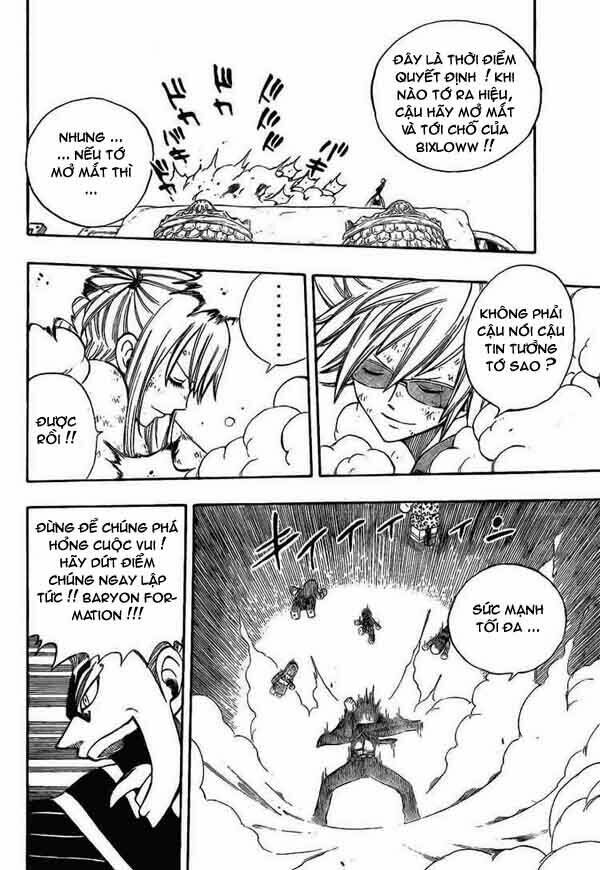 ĐÂY LÀ THỜI ĐIỂM
QUYẾT ĐỊNH ! KHI
NÀO TỚ RA HIỆU,
CẬU HÃY MỞ MẮT
VÀ TỚI CHỖ CỦA
BIXLOWW !!
NHƯNG ...
... NẾU TỚ
MỞ MẮT THÌ
...
KHÔNG PHẢI
CẬU NÓI CẬU
TIN TƯỞNG
TỚ SAO ?
......
ĐƯỢC
RỒI !!
ĐỪNG ĐỂ CHÚNG PHÁ
HỎNG CUỘC VUI !
HÃY DỨT ĐIỂM
CHÚNG NGAY LẬP
TỨC !! BARYON FOR-
MATION !!!
SỨC MẠNH
TỐI ĐA ...